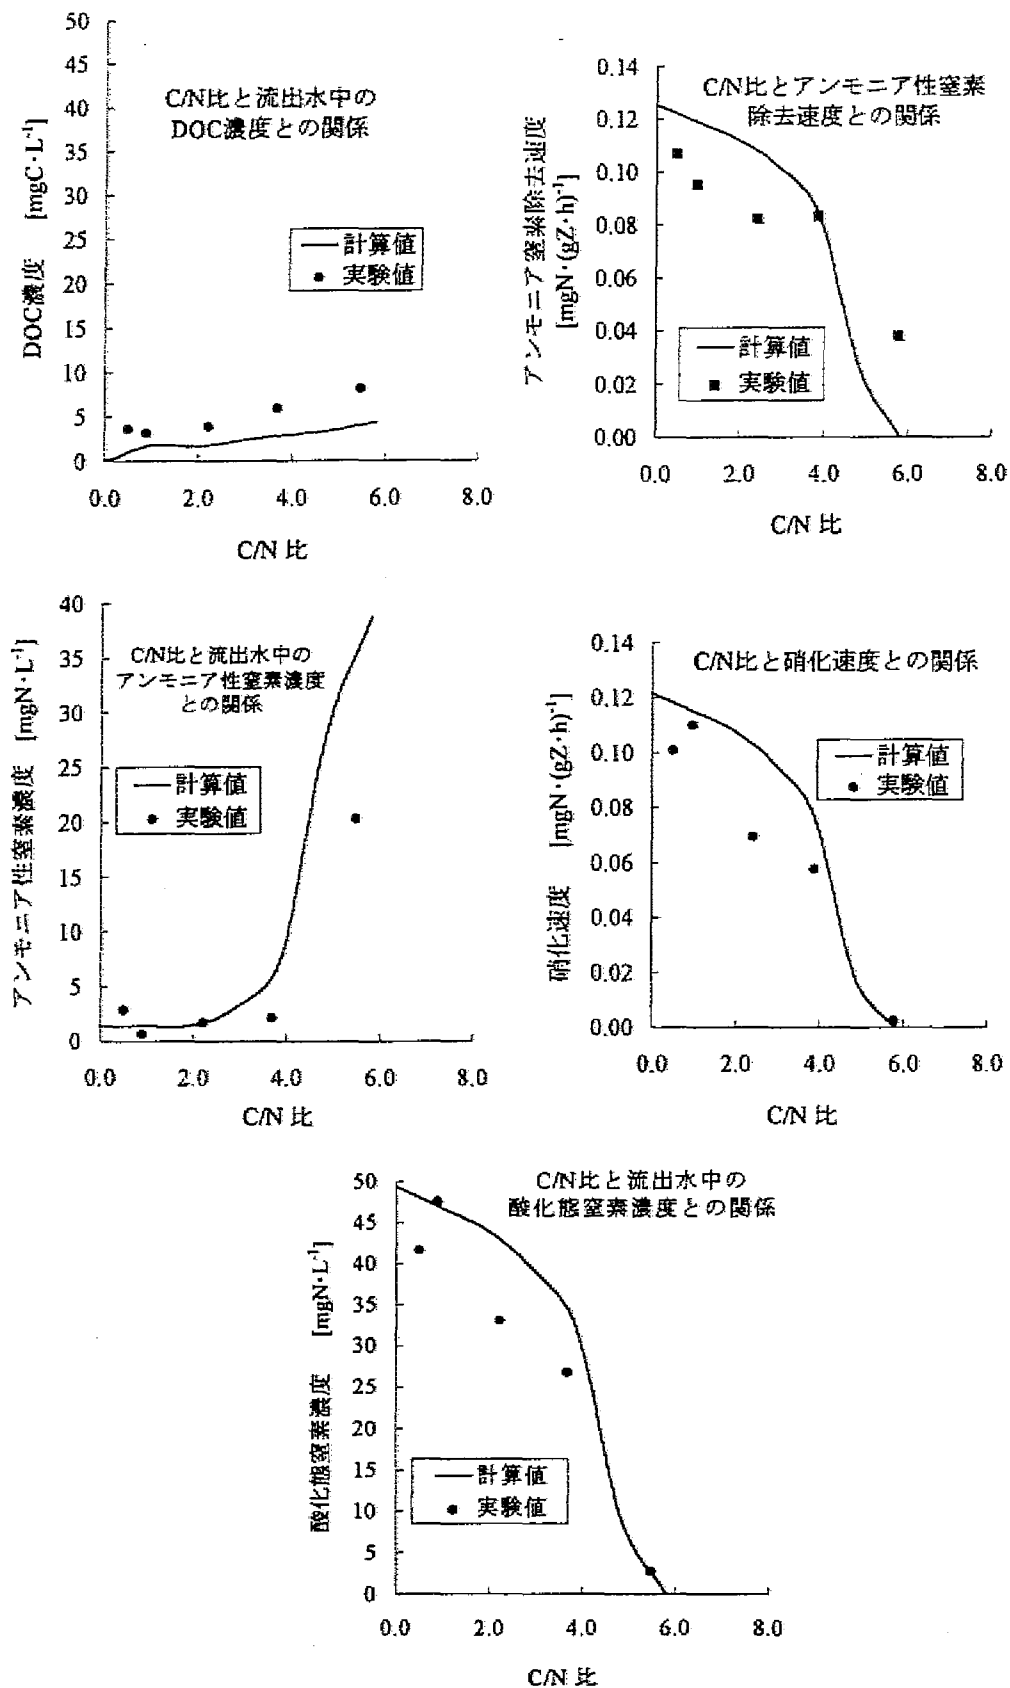 50
45
40
35
30
25
20
15
10
5
0
DOC濃度 [mgC・L⁻¹]
C/N比と流出水中の
DOC濃度との関係
計算値
実験値
0.0 2.0 4.0 6.0 8.0
C/N 比
0.14
0.12
0.10
0.08
0.06
0.04
0.02
0.00
アンモニア窒素除去速度
[mgN・(gZ・h)⁻¹]
C/N比とアンモニア性窒素
除去速度との関係
計算値
実験値
0.0 2.0 4.0 6.0 8.0
C/N 比
40
35
30
25
20
15
10
5
0
アンモニア性窒素濃度 [mgN・L⁻¹]
C/N比と流出水中の
アンモニア性窒素濃度
との関係
計算値
実験値
0.0 2.0 4.0 6.0 8.0
C/N 比
0.14
0.12
0.10
0.08
0.06
0.04
0.02
0.00
硝化速度 [mgN・(gZ・h)⁻¹]
C/N比と硝化速度との関係
計算値
実験値
0.0 2.0 4.0 6.0 8.0
C/N 比
50
45
40
35
30
25
20
15
10
5
0
酸化態窒素濃度 [mgN・L⁻¹]
C/N比と流出水中の
酸化態窒素濃度との関係
計算値
実験値
0.0 2.0 4.0 6.0 8.0
C/N 比